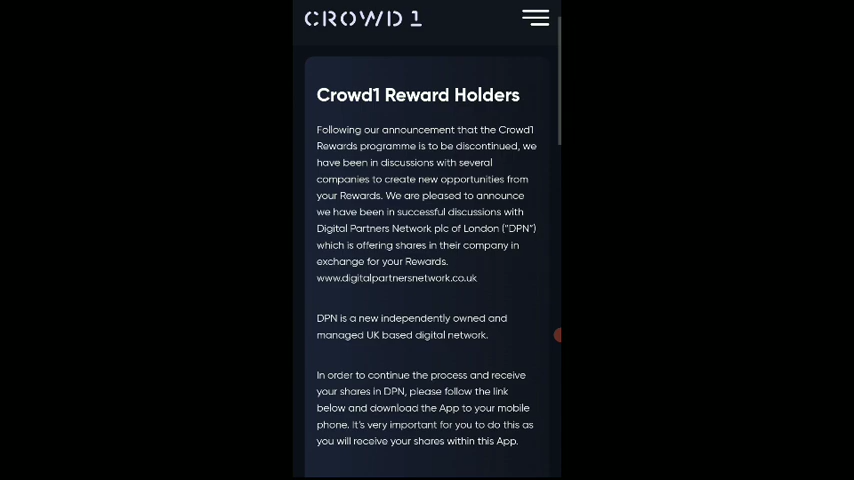 CROWD 1
Crowd1 Reward Holders
Following our announcement that the Crowd1
Rewards programme is to be discontinued, we
have been in discussions with several
companies to create new opportunities from
your Rewards. We are pleased to announce
we have been in successful discussions with
Digital Partners Network plc of London ("DPN")
which is offering shares in their company in
exchange for your Rewards.
www.digitalpartnersnetwork.co.uk
DPN is a new independently owned and
managed UK based digital network.
In order to continue the process and receive
your shares in DPN, please follow the link
below and download the App to your mobile
phone. It's very important for you to do this as
you will receive your shares within this App.